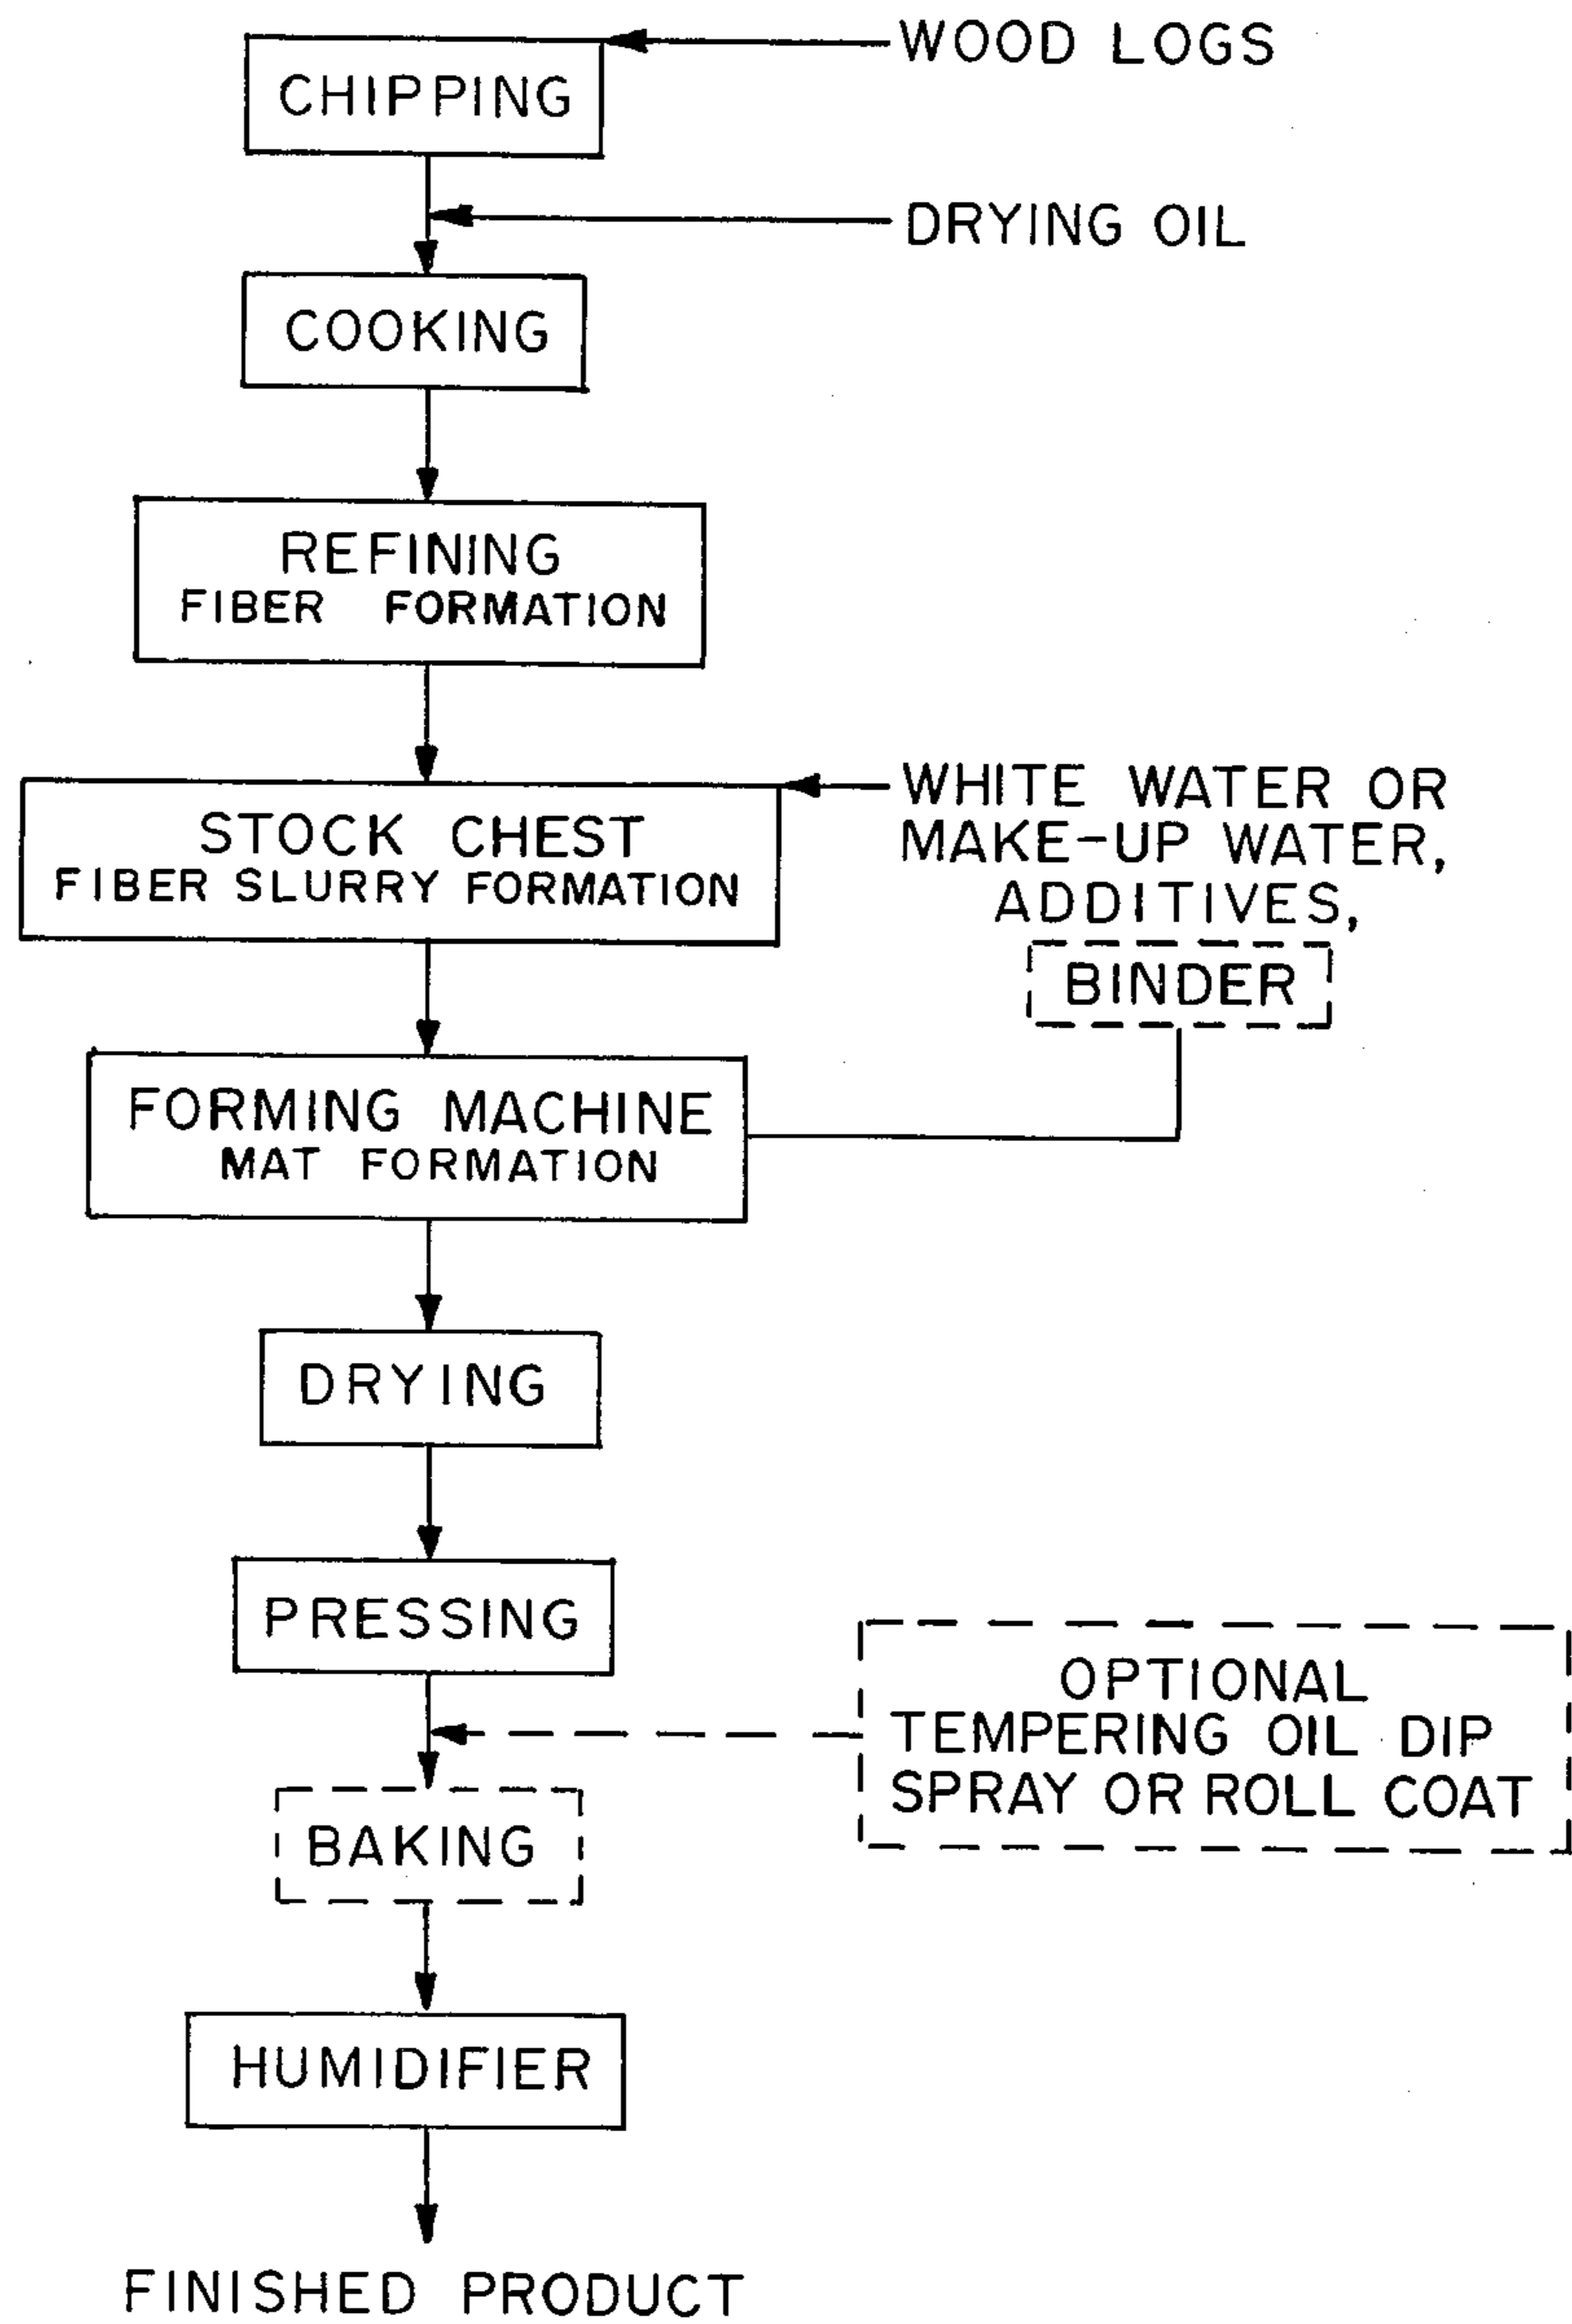 WOOD LOGS
CHIPPING
DRYING OIL
COOKING
REFINING
FIBER FORMATION
STOCK CHEST
FIBER SLURRY FORMATION
WHITE WATER OR
MAKE-UP WATER,
ADDITIVES,
BINDER
FORMING MACHINE
MAT FORMATION
DRYING
PRESSING
OPTIONAL
TEMPERING OIL DIP
SPRAY OR ROLL COAT
BAKING
HUMIDIFIER
FINISHED PRODUCT